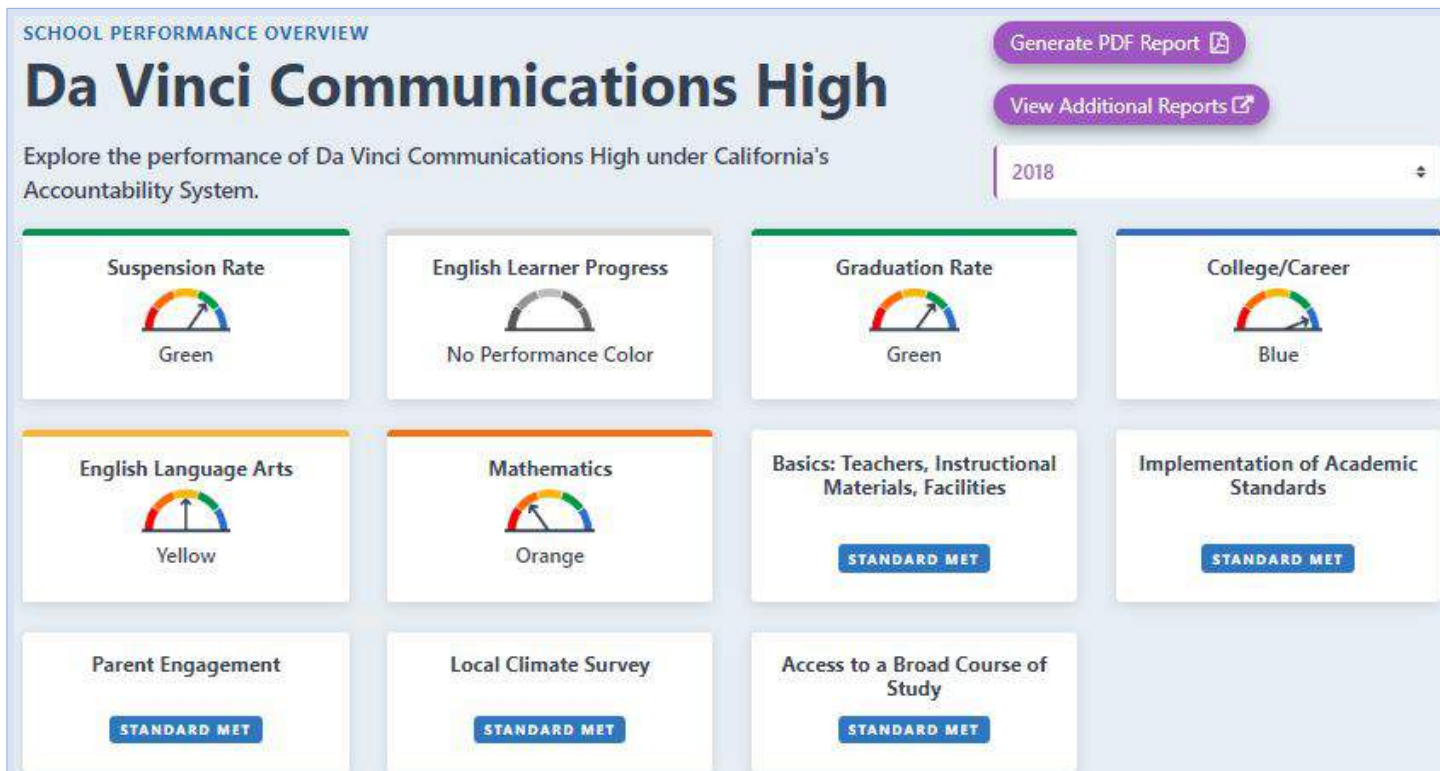 SCHOOL PERFORMANCE OVERVIEW
Da Vinci Communications High
Explore the performance of Da Vinci Communications High under California's
Accountability System.
Generate PDF Report
View Additional Reports
2018
Suspension Rate
Green
English Learner Progress
No Performance Color
Graduation Rate
Green
College/Career
Blue
English Language Arts
Yellow
Mathematics
Orange
Basics: Teachers, Instructional
Materials, Facilities
STANDARD MET
Implementation of Academic
Standards
STANDARD MET
Parent Engagement
STANDARD MET
Local Climate Survey
STANDARD MET
Access to a Broad Course of
Study
STANDARD MET